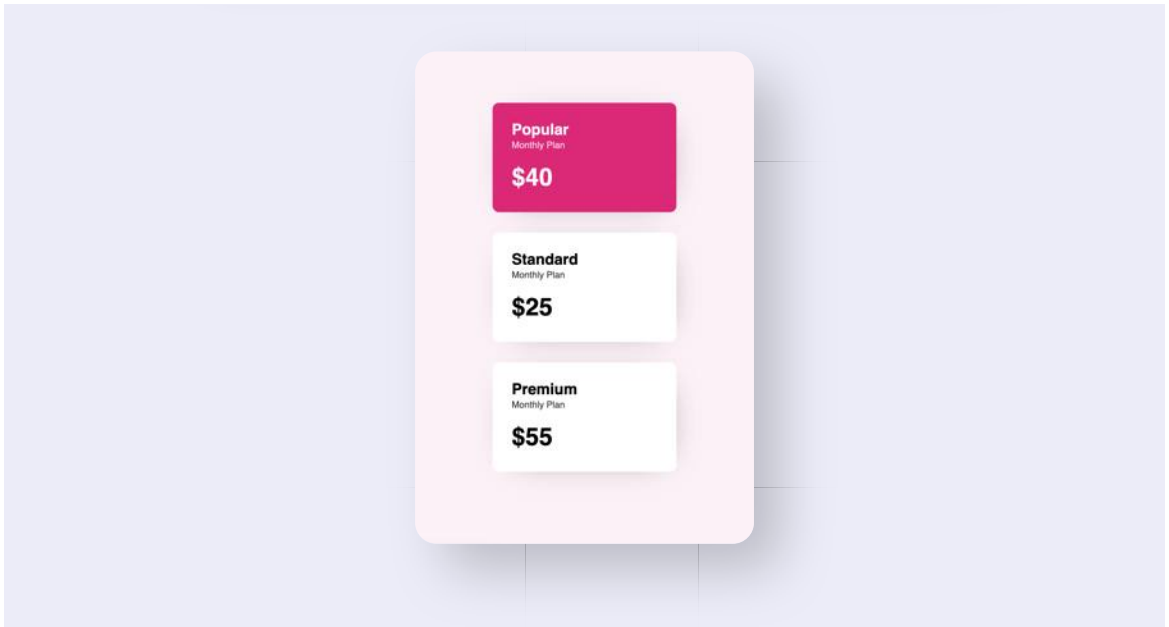 Popular
Monthly Plan
$40
Standard
Monthly Plan
$25
Premium
Monthly Plan
$55